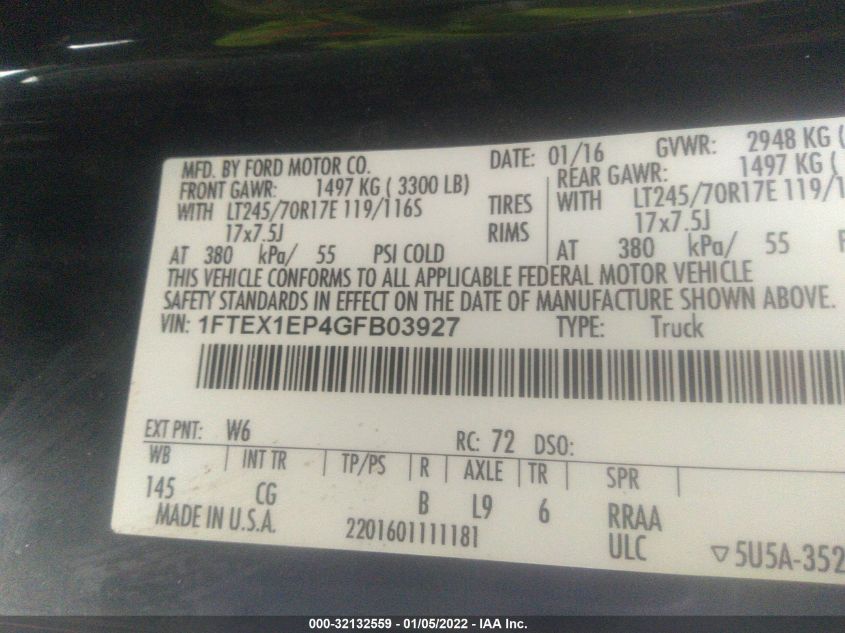 MFD. BY FORD MOTOR CO. DATE: 01/16 GVWR: 2948 KG (
FRONT GAWR: 1497 KG ( 3300 LB) REAR GAWR: 1497 KG (
WITH LT245/70R17E 119/116S TIRES WITH LT245/70R17E 119/1
17x7.5J RIMS 17x7.5J
AT 380 kPa/ 55 PSI COLD AT 380 kPa/ 55 P
THIS VEHICLE CONFORMS TO ALL APPLICABLE FEDERAL MOTOR VEHICLE
SAFETY STANDARDS IN EFFECT ON THE DATE OF MANUFACTURE SHOWN ABOVE.
VIN: 1FTEX1EP4GFB03927 TYPE: Truck
EXT PNT: W6 RC: 72 DSO:
WB INT TR TP/PS R AXLE TR SPR
145 CG B L9 6 RRAA
MADE IN U.S.A. 2201601111181 ULC ▽5U5A-352
000-32132559 - 01/05/2022 - IAA Inc.